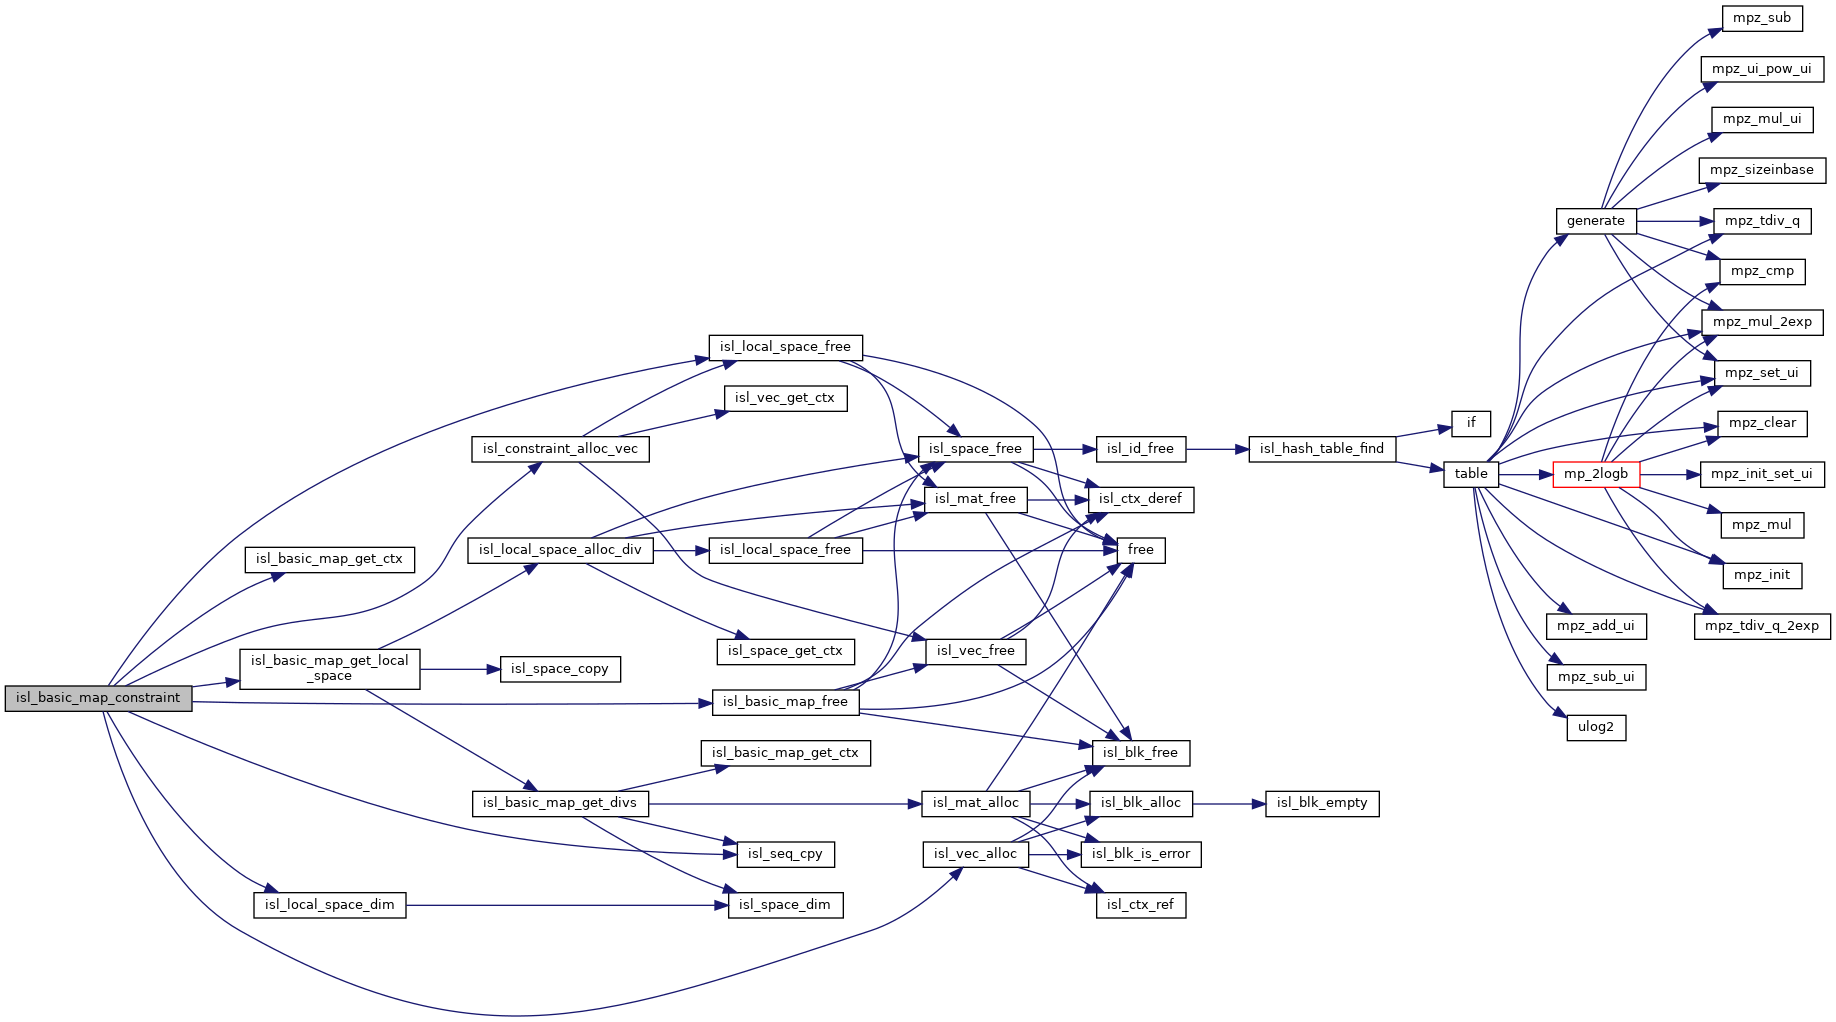 mpz_sub
mpz_ui_pow_ui
mpz_mul_ui
mpz_sizeinbase
generate
mpz_tdiv_q
mpz_cmp
mpz_mul_2exp
isl_local_space_free
mpz_set_ui
isl_vec_get_ctx
if
mpz_clear
isl_constraint_alloc_vec
isl_space_free
isl_id_free
isl_hash_table_find
table
mp_2logb
mpz_init_set_ui
isl_mat_free
isl_ctx_deref
mpz_mul
isl_basic_map_get_ctx
isl_local_space_alloc_div
isl_local_space_free
free
mpz_init
mpz_add_ui
mpz_tdiv_q_2exp
isl_space_get_ctx
isl_vec_free
isl_basic_map_get_local
_space
isl_space_copy
mpz_sub_ui
isl_basic_map_constraint
isl_basic_map_free
ulog2
isl_basic_map_get_ctx
isl_blk_free
isl_basic_map_get_divs
isl_mat_alloc
isl_blk_alloc
isl_blk_empty
isl_seq_cpy
isl_vec_alloc
isl_blk_is_error
isl_local_space_dim
isl_space_dim
isl_ctx_ref